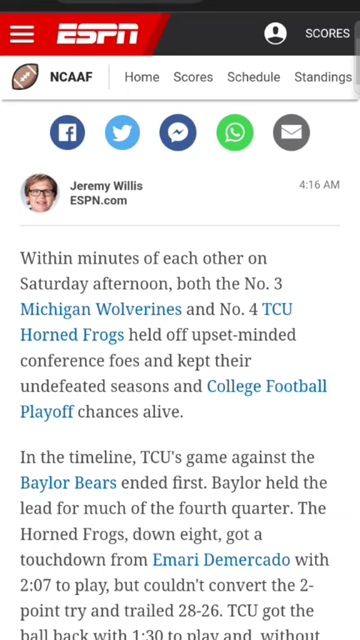 ESPN
SCORES
NCAAF
Home Scores Schedule Standings
Jeremy Willis
ESPN.com
4:16 AM
Within minutes of each other on
Saturday afternoon, both the No. 3
Michigan Wolverines and No. 4 TCU
Horned Frogs held off upset-minded
conference foes and kept their
undefeated seasons and College Football
Playoff chances alive.
In the timeline, TCU's game against the
Baylor Bears ended first. Baylor held the
lead for much of the fourth quarter. The
Horned Frogs, down eight, got a
touchdown from Emari Demercado with
2:07 to play, but couldn't convert the 2-
point try and trailed 28-26. TCU got the
ball back with 1:30 to play and, without